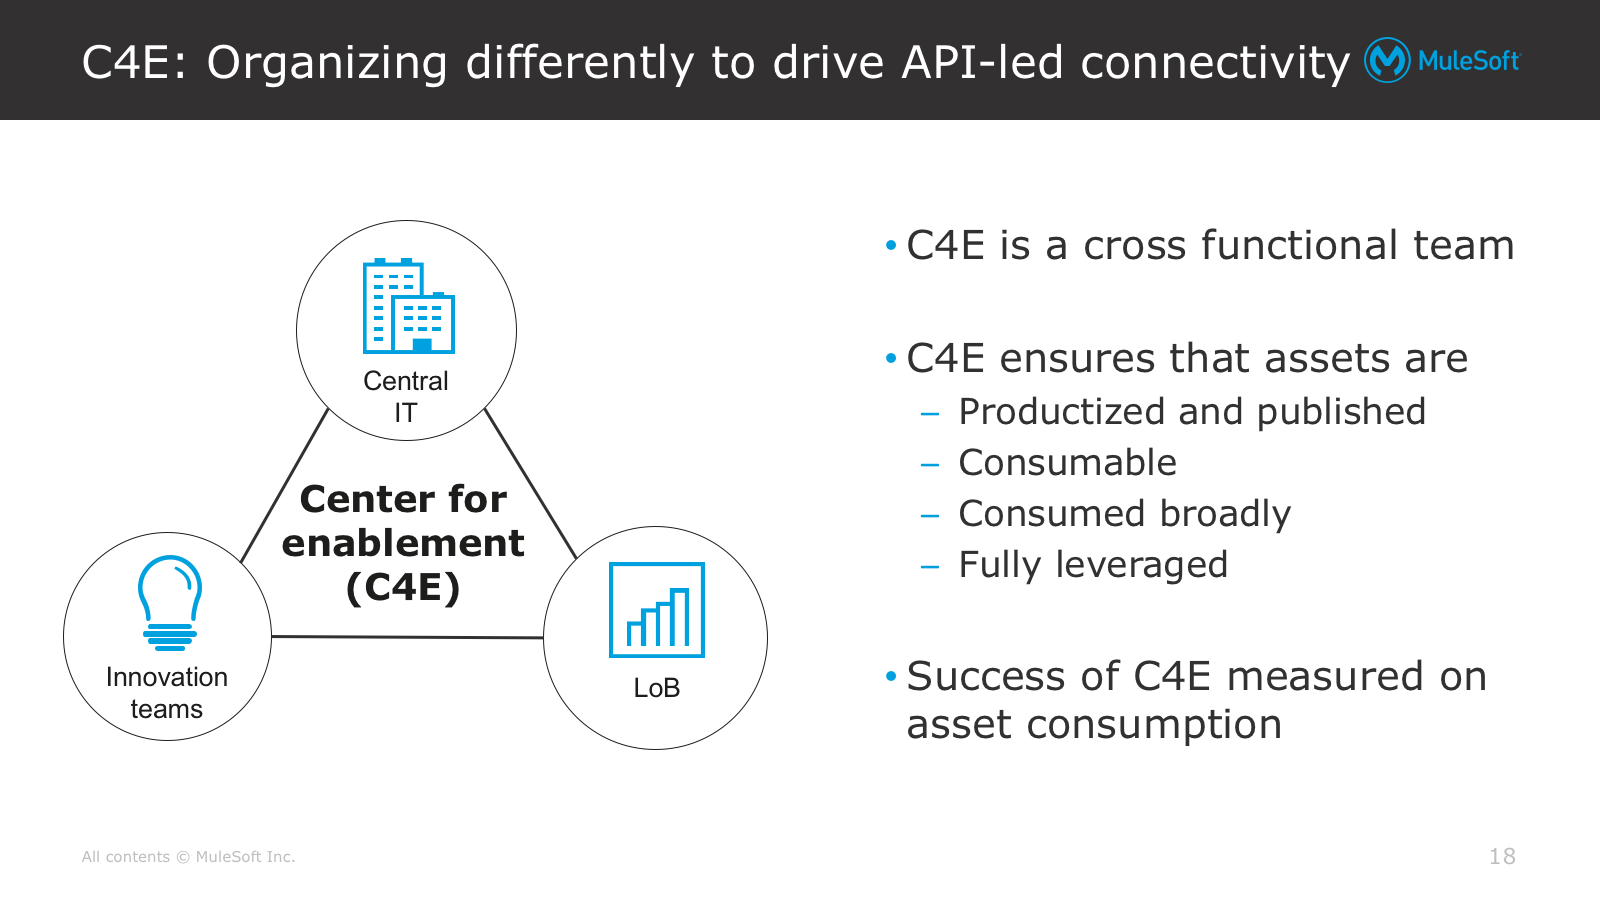 C4E: Organizing differently to drive API-led connectivity
MuleSoft
Central
IT
Center for
enablement
(C4E)
Innovation
teams
LoB
• C4E is a cross functional team
• C4E ensures that assets are
– Productized and published
– Consumable
– Consumed broadly
– Fully leveraged
• Success of C4E measured on
asset consumption
All contents © MuleSoft Inc.
18